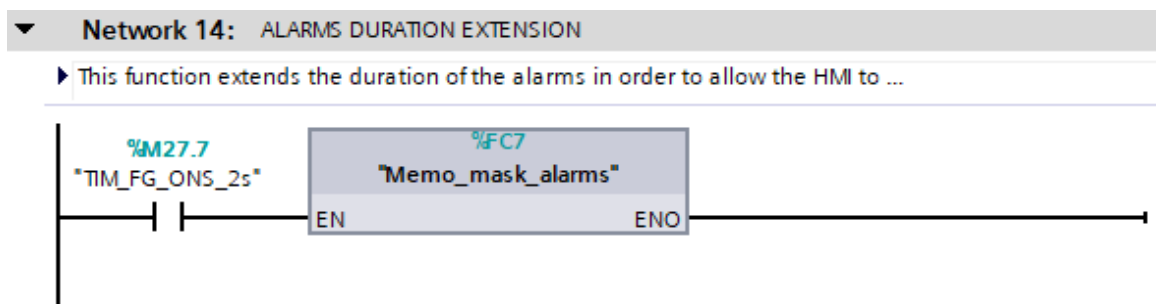 Network 14: ALARMS DURATION EXTENSION
This function extends the duration of the alarms in order to allow the HMI to ...
%M27.7
"TIM_FG_ONS_2s"
%FC7
"Memo_mask_alarms"
EN
ENO